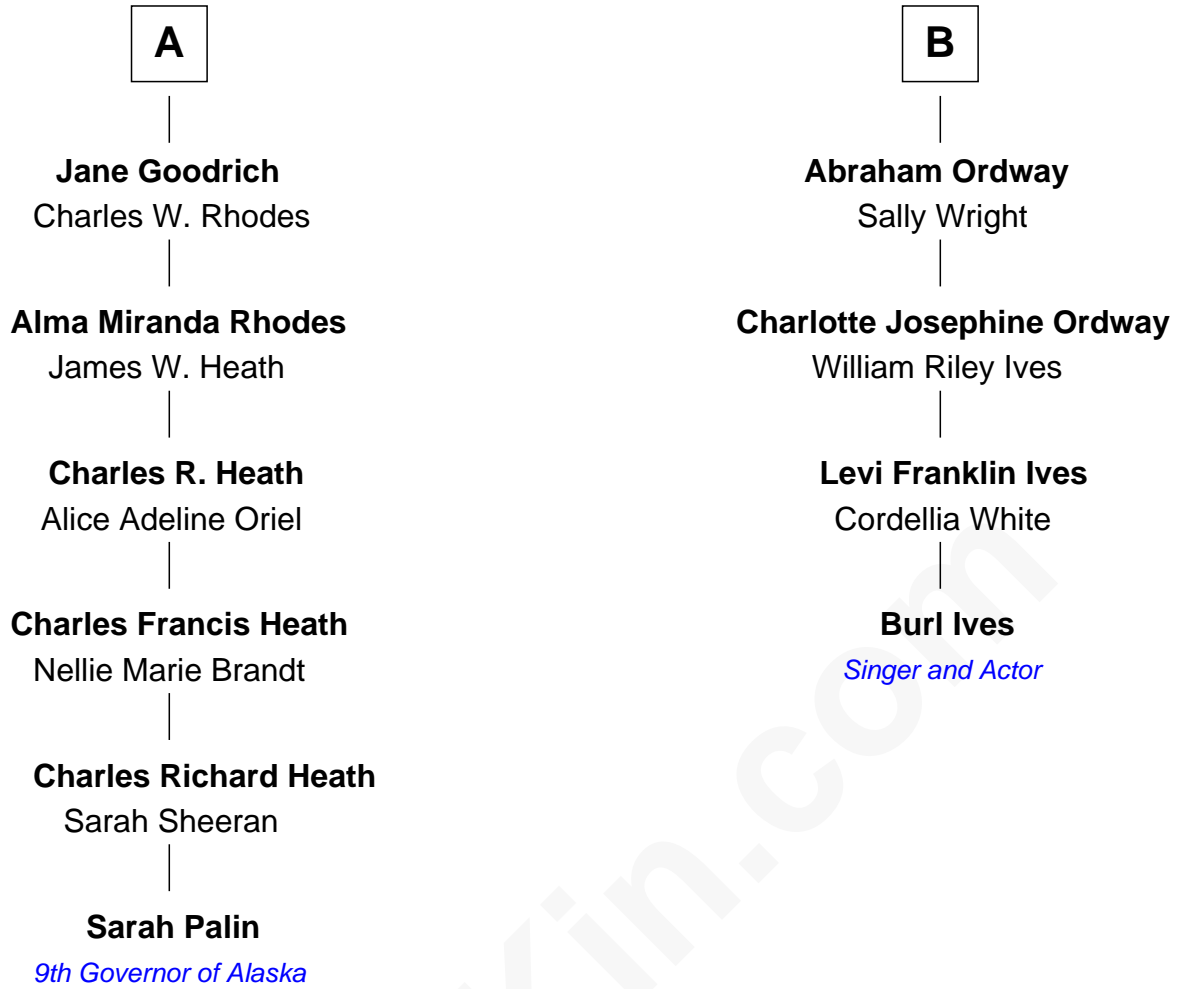 A
Jane Goodrich
Charles W. Rhodes
Alma Miranda Rhodes
James W. Heath
Charles R. Heath
Alice Adeline Oriel
Charles Francis Heath
Nellie Marie Brandt
Charles Richard Heath
Sarah Sheeran
Sarah Palin
9th Governor of Alaska
B
Abraham Ordway
Sally Wright
Charlotte Josephine Ordway
William Riley Ives
Levi Franklin Ives
Cordellia White
Burl Ives
Singer and Actor
Kin.com